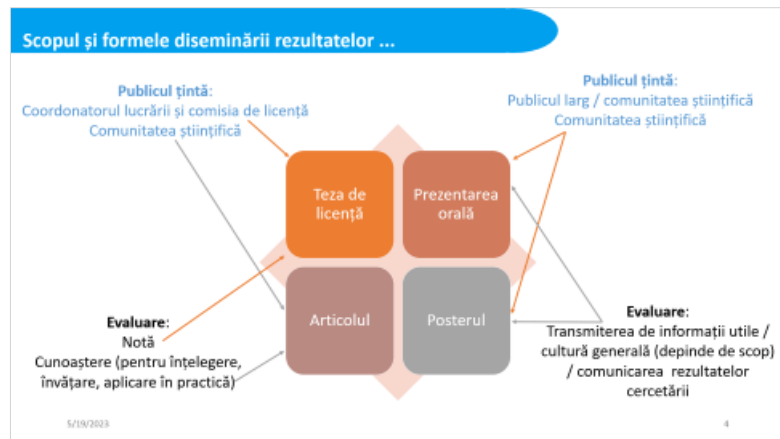 Scopul și formele diseminării rezultatelor ...
Publicul țintă:
Coordonatorul lucrării și comisia de licență
Comunitatea științifică
Publicul țintă:
Publicul larg / comunitatea științifică
Comunitatea științifică
Teza de
licență
Prezentarea
orală
Articolul
Posterul
Evaluare:
Notă
Cunoaștere (pentru înțelegere,
învățare, aplicare în practică)
Evaluare:
Transmiterea de informații utile /
cultură generală (depinde de scop)
/ comunicarea rezultatelor
cercetării
5/19/2023
4